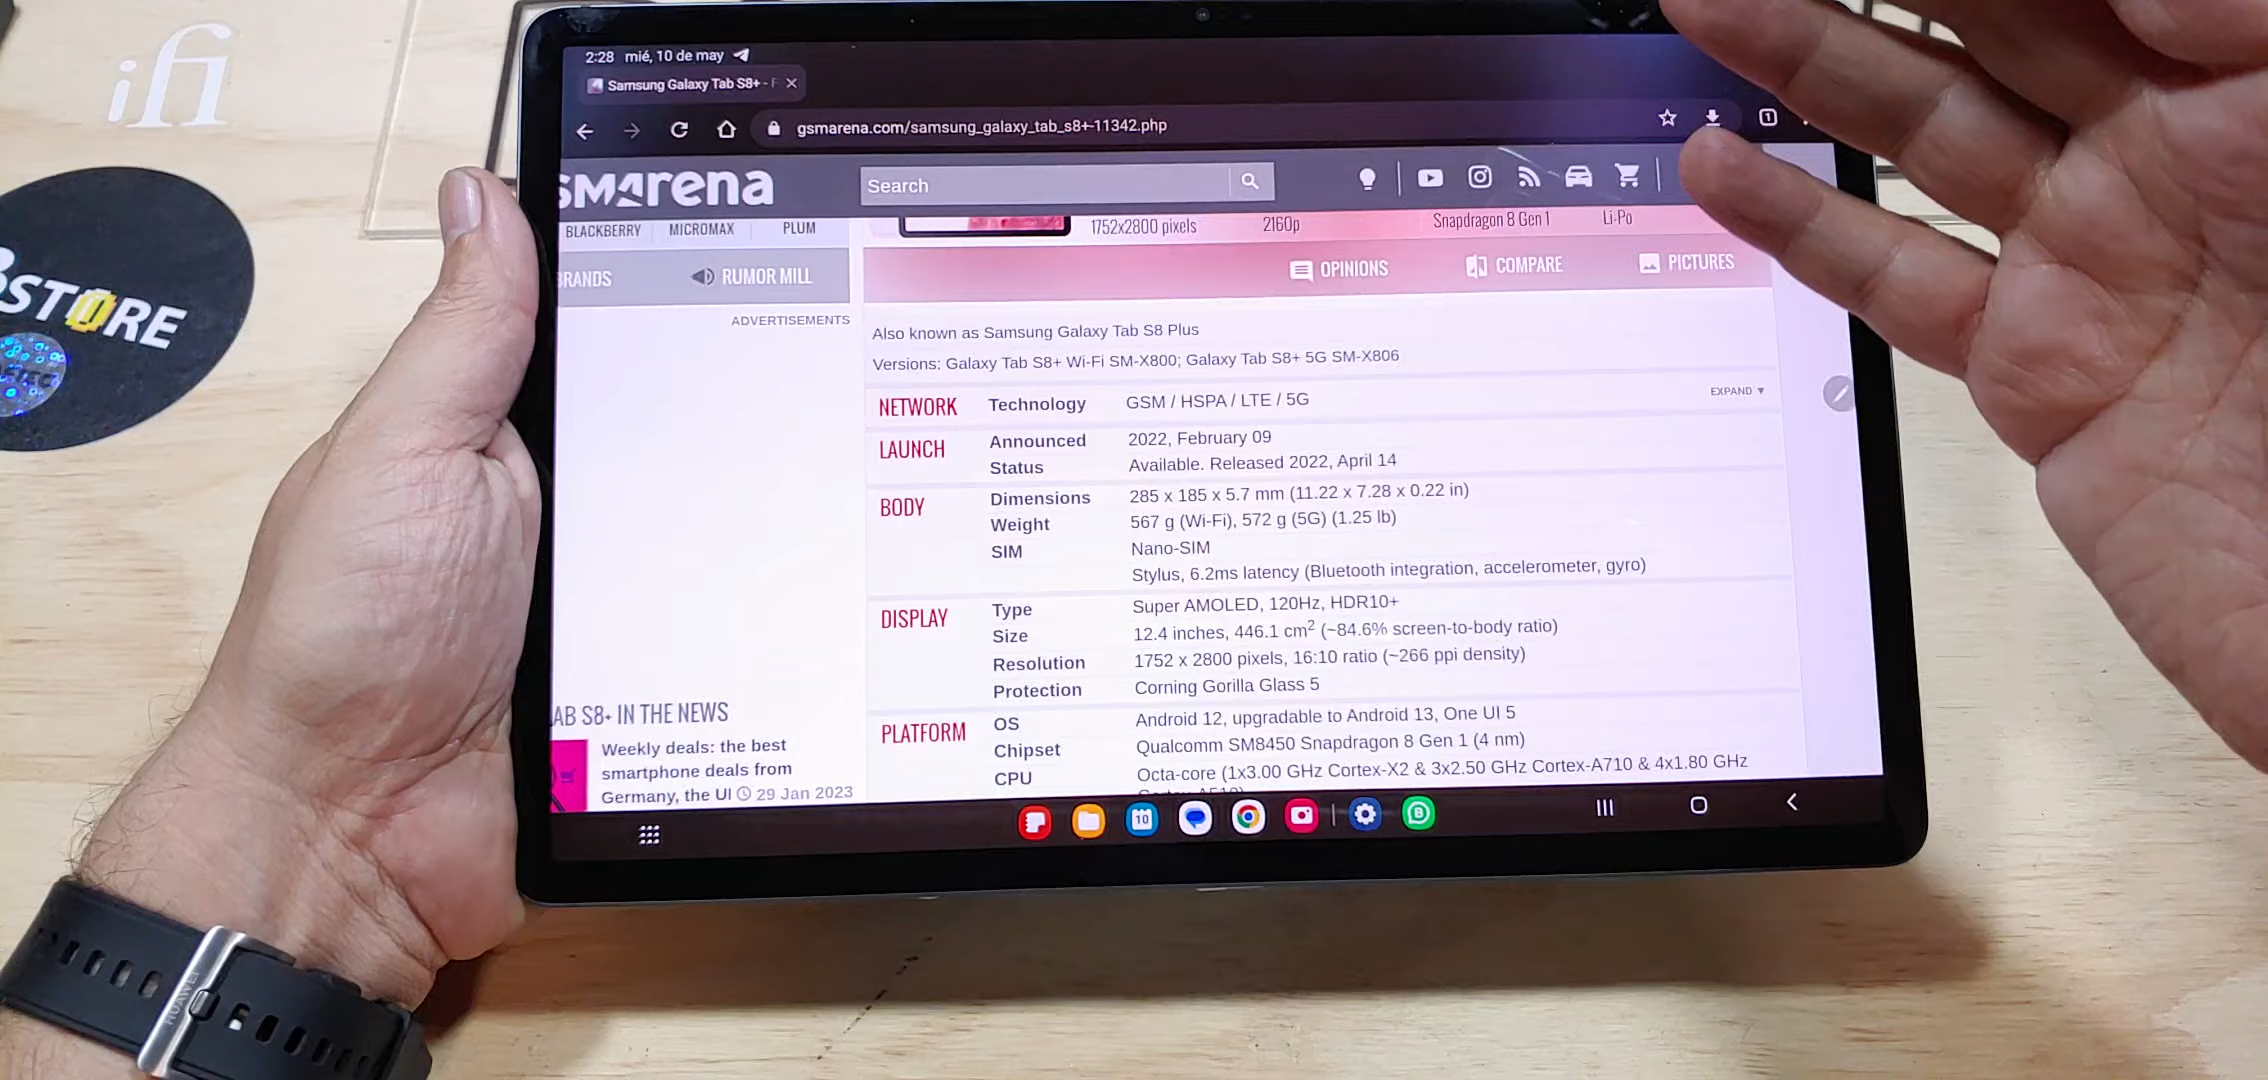 ifi
STORE
2:28 mié, 10 de may
Samsung Galaxy Tab S8+ - F
gsmarena.com/samsung_galaxy_tab_s8+-11342.php
1
SMarena
Search
BLACKBERRY MICROMAX PLUM
1752x2800 pixels 2160p Snapdragon 8 Gen 1 Li-Po
BRANDS RUMOR MILL
OPINIONS COMPARE PICTURES
ADVERTISEMENTS
Also known as Samsung Galaxy Tab S8 Plus
Versions: Galaxy Tab S8+ Wi-Fi SM-X800; Galaxy Tab S8+ 5G SM-X806
NETWORK Technology GSM / HSPA / LTE / 5G EXPAND ▼
LAUNCH Announced 2022, February 09
Status Available. Released 2022, April 14
BODY Dimensions 285 x 185 x 5.7 mm (11.22 x 7.28 x 0.22 in)
Weight 567 g (Wi-Fi), 572 g (5G) (1.25 lb)
SIM Nano-SIM
Stylus, 6.2ms latency (Bluetooth integration, accelerometer, gyro)
DISPLAY Type Super AMOLED, 120Hz, HDR10+
Size 12.4 inches, 446.1 cm² (~84.6% screen-to-body ratio)
Resolution 1752 x 2800 pixels, 16:10 ratio (~266 ppi density)
Protection Corning Gorilla Glass 5
PLATFORM OS Android 12, upgradable to Android 13, One UI 5
Chipset Qualcomm SM8450 Snapdragon 8 Gen 1 (4 nm)
CPU Octa-core (1x3.00 GHz Cortex-X2 & 3x2.50 GHz Cortex-A710 & 4x1.80 GHz
Cortex-A510)
AB S8+ IN THE NEWS
Weekly deals: the best
smartphone deals from
Germany, the UI 29 Jan 2023
10
B
HUAWEI